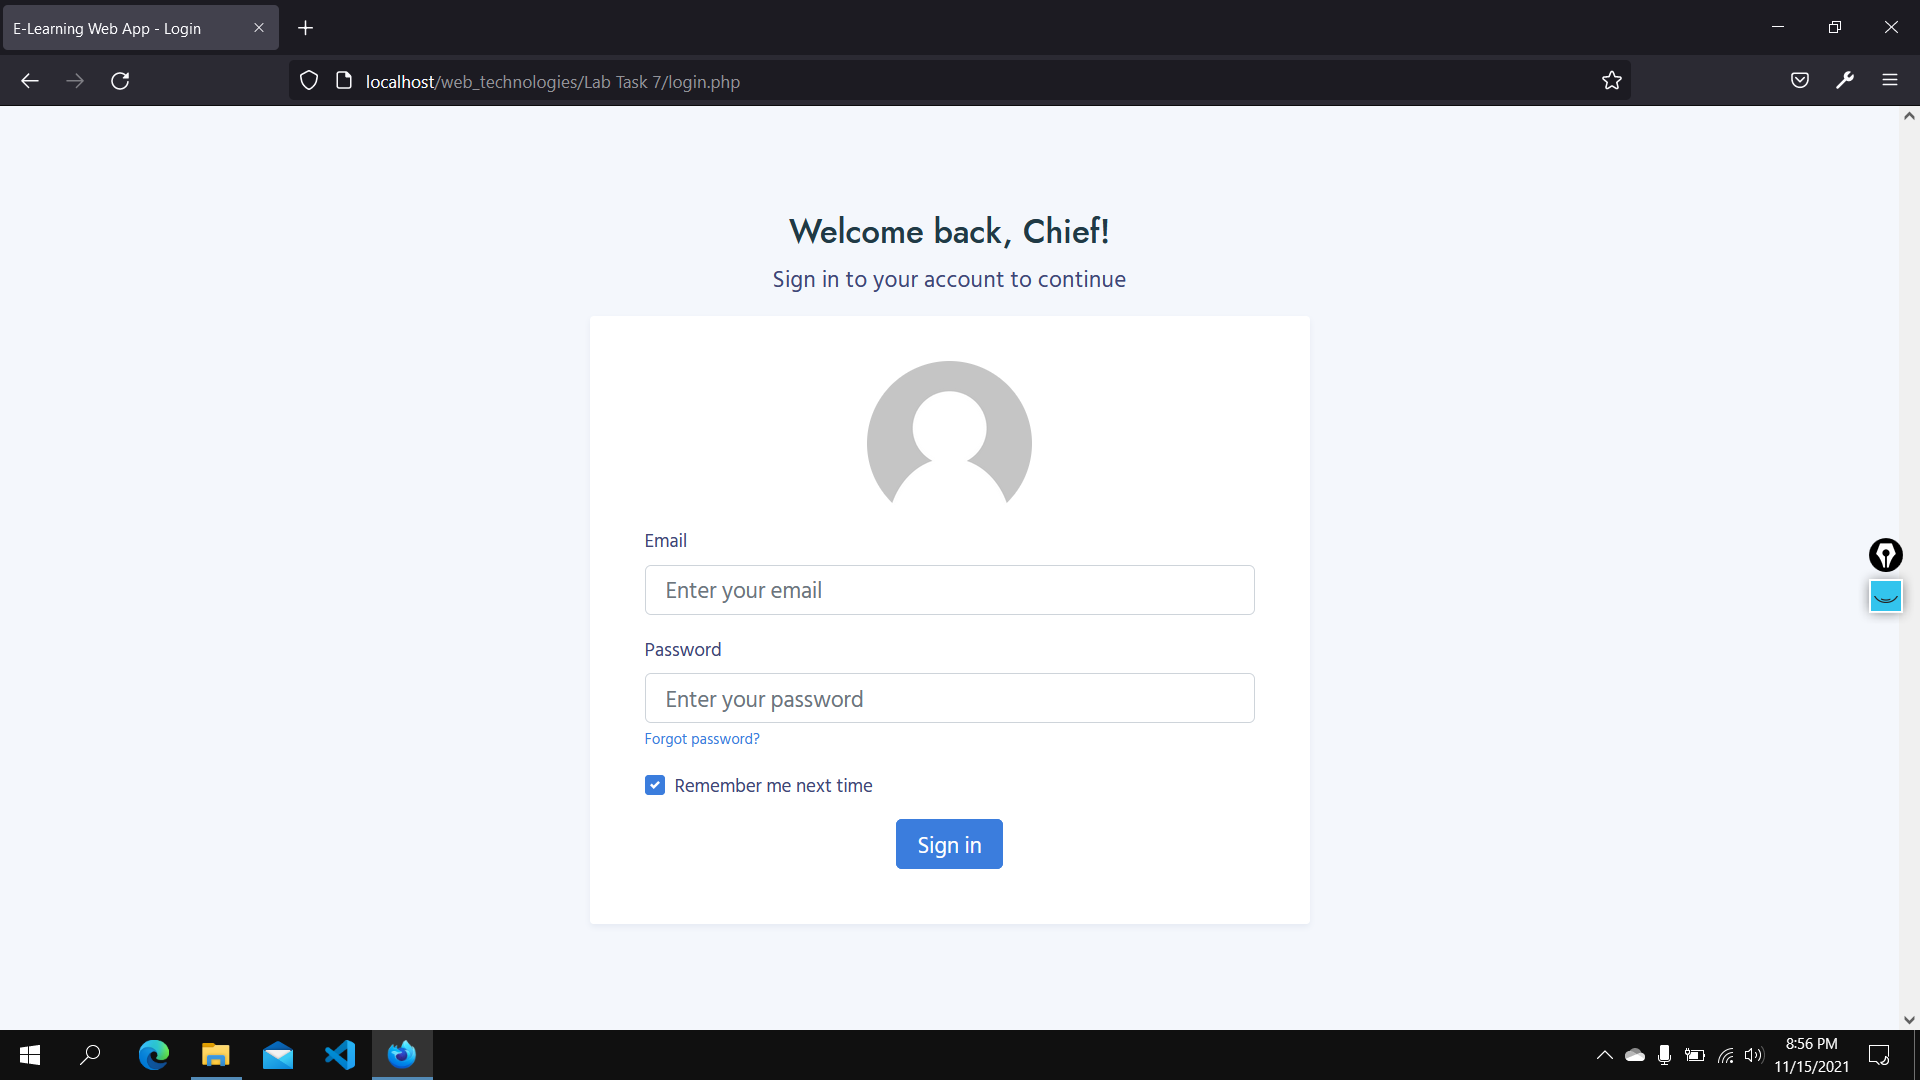 E-Learning Web App - Login
localhost/web_technologies/Lab Task 7/login.php
Welcome back, Chief!
Sign in to your account to continue
Email
Enter your email
Password
Enter your password
Forgot password?
Remember me next time
Sign in
8:56 PM
11/15/2021